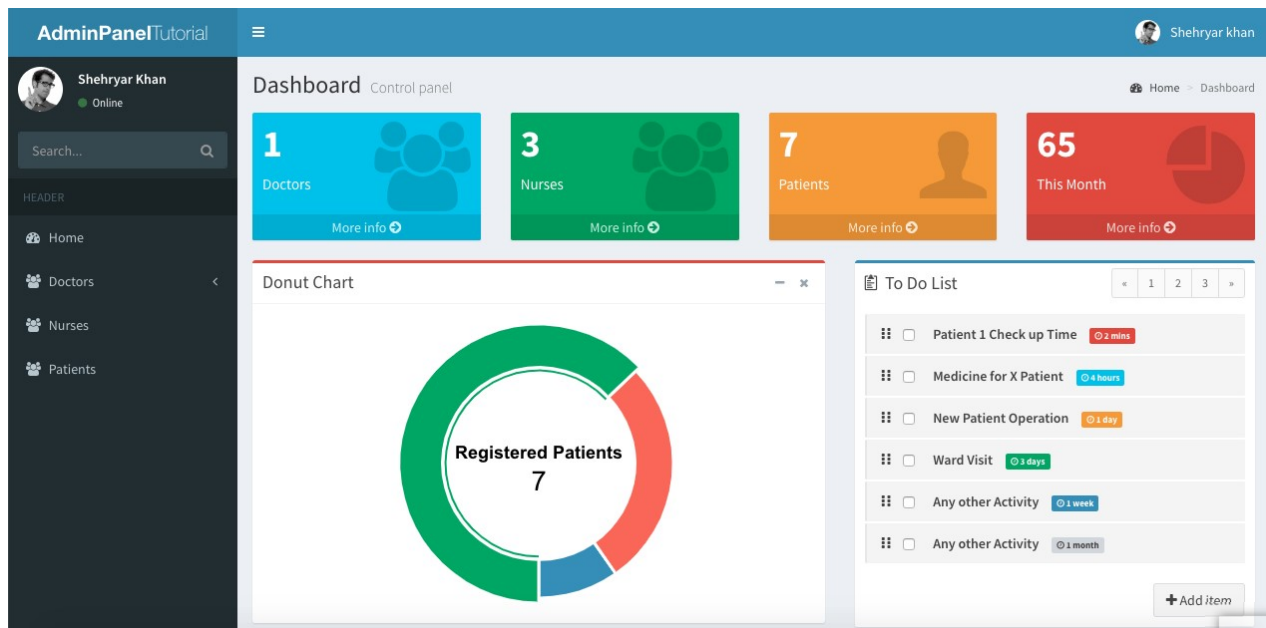 AdminPanelTutorial
Shehryar khan
Shehryar Khan
Online
Search...
HEADER
Home
Doctors
Nurses
Patients
Dashboard Control panel
Home > Dashboard
1
Doctors
More info
3
Nurses
More info
7
Patients
More info
65
This Month
More info
Donut Chart
Registered Patients
7
To Do List
« 1 2 3 »
Patient 1 Check up Time 2 mins
Medicine for X Patient 4 hours
New Patient Operation 1 day
Ward Visit 3 days
Any other Activity 1 week
Any other Activity 1 month
Add item